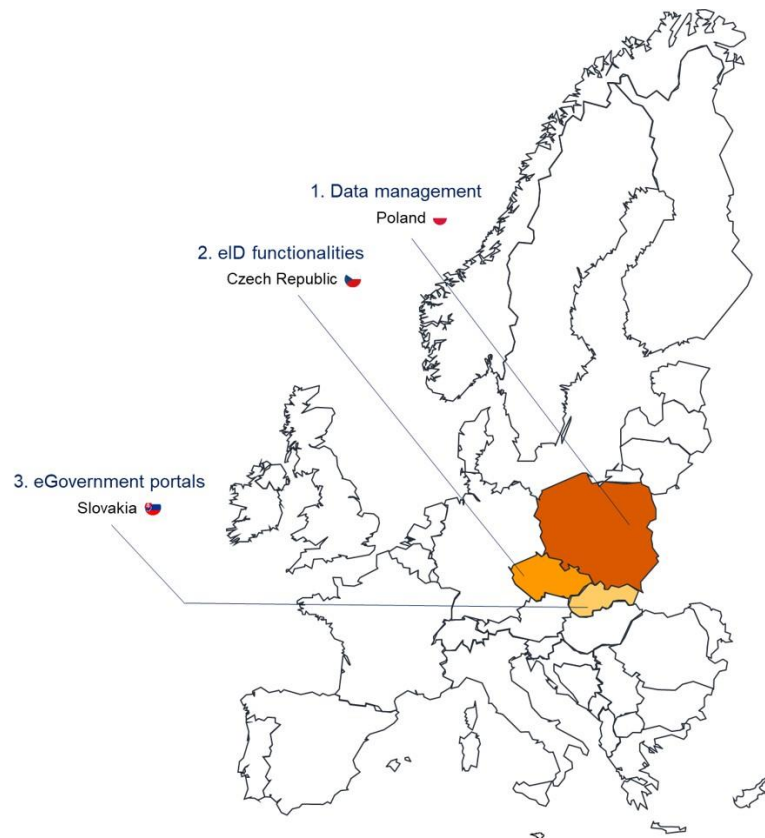 1. Data management
Poland
2. eID functionalities
Czech Republic
3. eGovernment portals
Slovakia